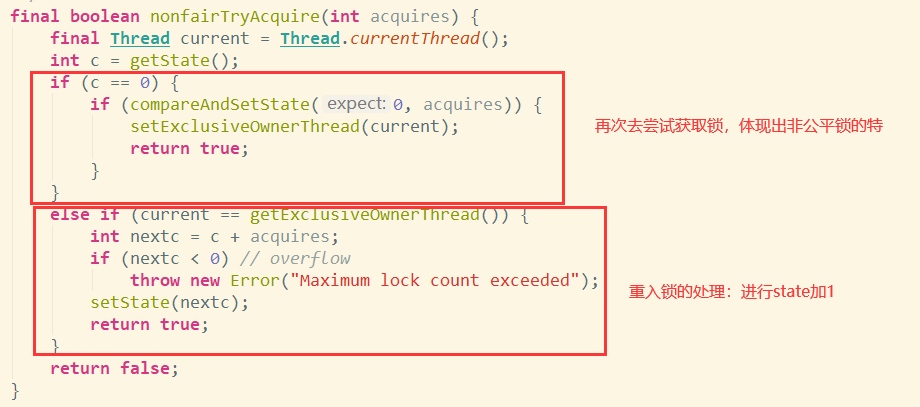 final boolean nonfairTryAcquire(int acquires) {
final Thread current = Thread.currentThread();
int c = getState();
if (c == 0) {
if (compareAndSetState( expect: 0, acquires)) {
setExclusiveOwnerThread(current);
return true;
}
}
再次去尝试获取锁，体现出非公平锁的特
else if (current == getExclusiveOwnerThread()) {
int nextc = c + acquires;
if (nextc < 0) // overflow
throw new Error("Maximum lock count exceeded");
setState(nextc);
return true;
}
重入锁的处理：进行state加1
return false;
}